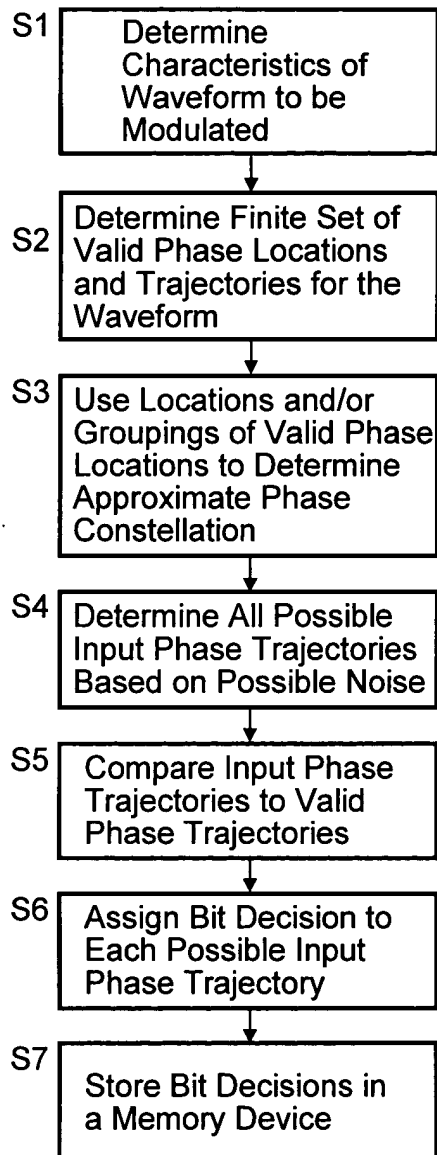 S1
Determine
Characteristics of
Waveform to be
Modulated
S2
Determine Finite Set of
Valid Phase Locations
and Trajectories for the
Waveform
S3
Use Locations and/or
Groupings of Valid Phase
Locations to Determine
Approximate Phase
Constellation
S4
Determine All Possible
Input Phase Trajectories
Based on Possible Noise
S5
Compare Input Phase
Trajectories to Valid
Phase Trajectories
S6
Assign Bit Decision to
Each Possible Input
Phase Trajectory
S7
Store Bit Decisions in
a Memory Device